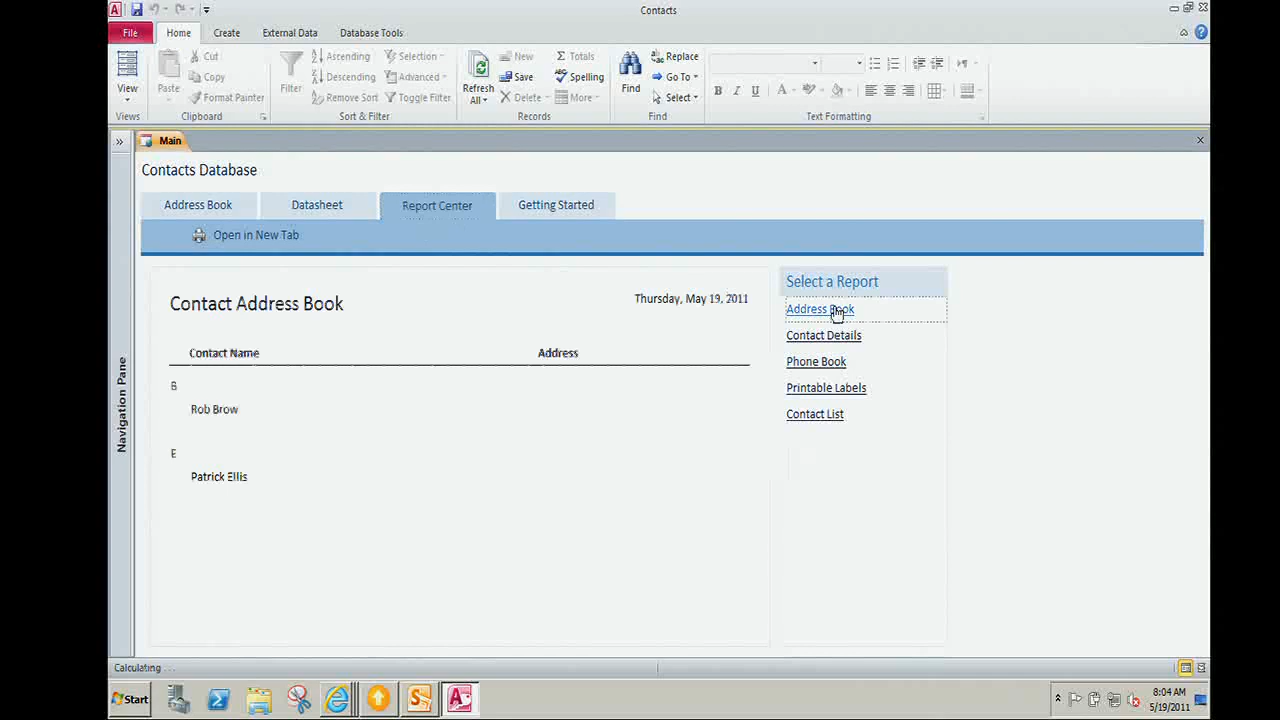 Contacts
File Home Create External Data Database Tools
View
Views
Paste
Cut
Copy
Format Painter
Clipboard
Filter
Ascending
Descending
Remove Sort
Selection
Advanced
Toggle Filter
Sort & Filter
Refresh
All
New
Save
Delete
Totals
Spelling
More
Records
Find
Replace
Go To
Select
Find
B I U A
Text Formatting
Main
Contacts Database
Address Book Datasheet Report Center Getting Started
Open in New Tab
Navigation Pane
Contact Address Book
Thursday, May 19, 2011
Contact Name Address
B
Rob Brow
E
Patrick Ellis
Select a Report
Address Book
Contact Details
Phone Book
Printable Labels
Contact List
Calculating . . .
Start
8:04 AM
5/19/2011